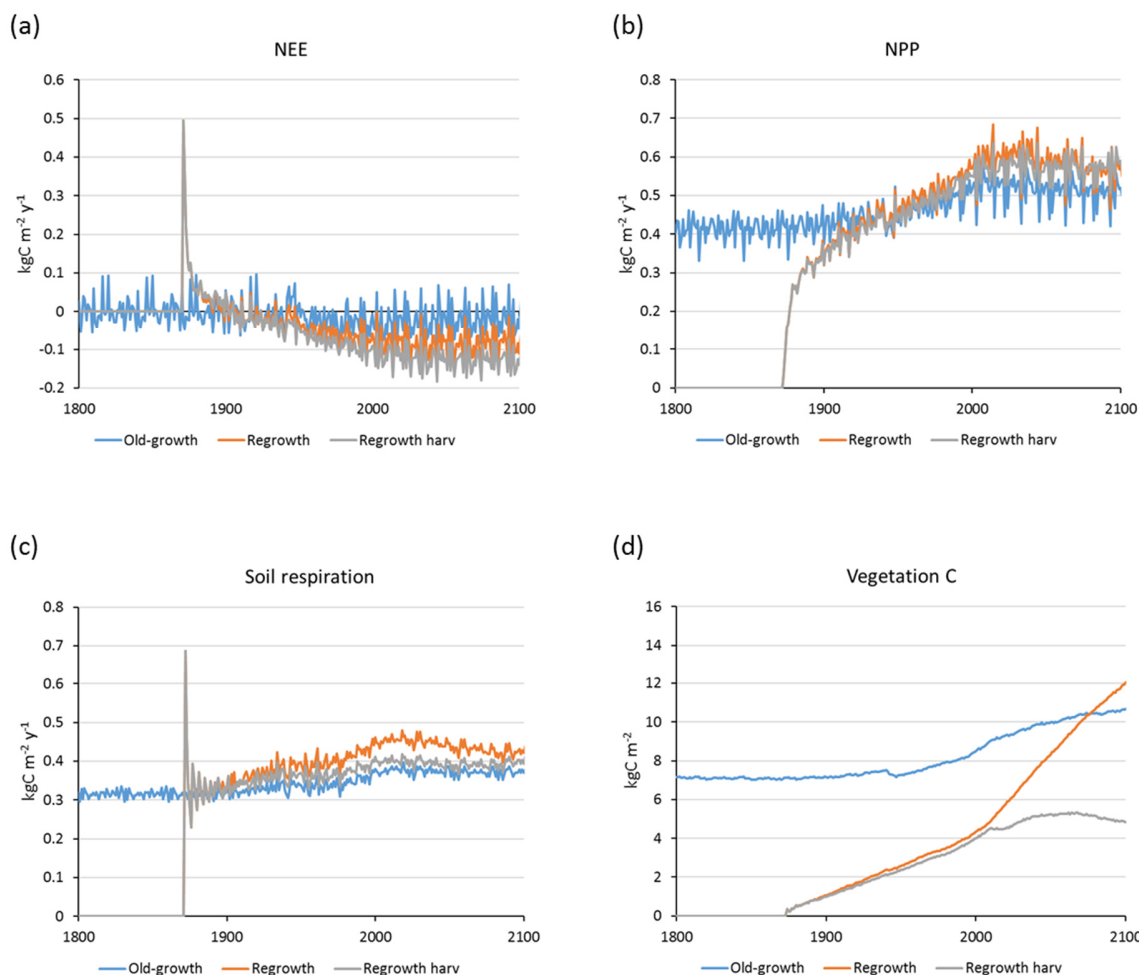 (a)
NEE
kgC m⁻² y⁻¹
0.6
0.5
0.4
0.3
0.2
0.1
0
-0.1
-0.2
1800 1900 2000 2100
Old-growth Regrowth Regrowth harv
(b)
NPP
kgC m⁻² y⁻¹
0.8
0.7
0.6
0.5
0.4
0.3
0.2
0.1
0
1800 1900 2000 2100
Old-growth Regrowth Regrowth harv
(c)
Soil respiration
kgC m⁻² y⁻¹
0.8
0.7
0.6
0.5
0.4
0.3
0.2
0.1
0
1800 1900 2000 2100
Old-growth Regrowth Regrowth harv
(d)
Vegetation C
kgC m⁻²
16
14
12
10
8
6
4
2
0
1800 1900 2000 2100
Old-growth Regrowth Regrowth harv